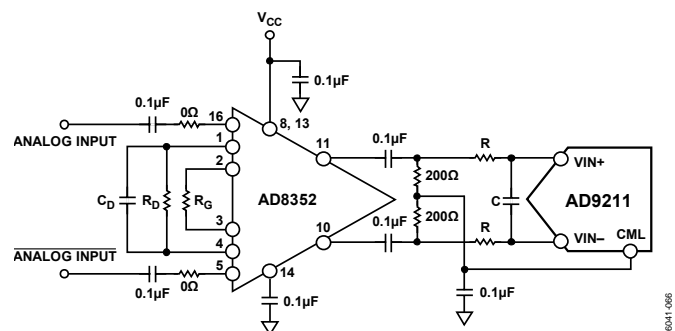 VCC
0.1µF
8, 13
0.1µF
0Ω
16
ANALOG INPUT
1
2
11
0.1µF
R
VIN+
200Ω
CD
RD
RG
AD8352
C
AD9211
200Ω
3
4
10
0.1µF
R
VIN–
CML
ANALOG INPUT
5
0.1µF
0Ω
14
0.1µF
0.1µF
6041-066